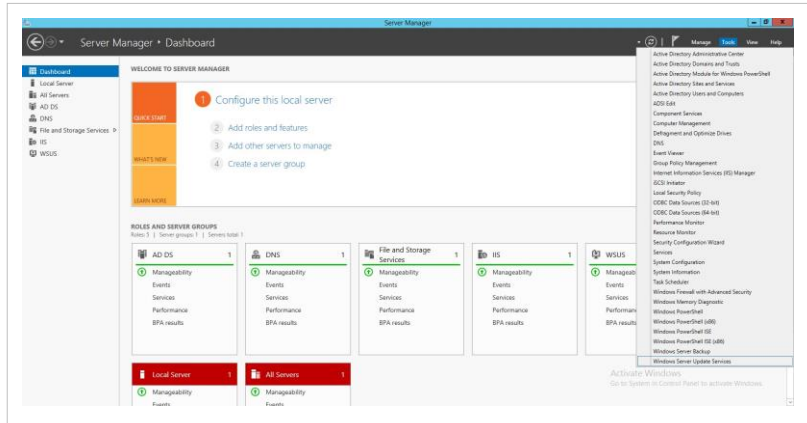 Server Manager
Server Manager • Dashboard
Manage Tools View Help
Dashboard
Local Server
All Servers
AD DS
DNS
File and Storage Services
IIS
WSUS
WELCOME TO SERVER MANAGER
QUICK START
WHAT'S NEW
LEARN MORE
1 Configure this local server
2 Add roles and features
3 Add other servers to manage
4 Create a server group
ROLES AND SERVER GROUPS
Roles: 5 | Server groups: 1 | Servers total: 1
AD DS 1
Manageability
Events
Services
Performance
BPA results
DNS 1
Manageability
Events
Services
Performance
BPA results
File and Storage Services 1
Manageability
Events
Services
Performance
BPA results
IIS 1
Manageability
Events
Services
Performance
BPA results
WSUS
Manageab
Events
Services
Performan
BPA results
Local Server 1
Manageability
Events
All Servers 1
Manageability
Events
Active Directory Administrative Center
Active Directory Domains and Trusts
Active Directory Module for Windows PowerShell
Active Directory Sites and Services
Active Directory Users and Computers
ADSI Edit
Component Services
Computer Management
Defragment and Optimize Drives
DNS
Event Viewer
Group Policy Management
Internet Information Services (IIS) Manager
iSCSI Initiator
Local Security Policy
ODBC Data Sources (32-bit)
ODBC Data Sources (64-bit)
Performance Monitor
Resource Monitor
Security Configuration Wizard
Services
System Configuration
System Information
Task Scheduler
Windows Firewall with Advanced Security
Windows Memory Diagnostic
Windows PowerShell
Windows PowerShell (x86)
Windows PowerShell ISE
Windows PowerShell ISE (x86)
Windows Server Backup
Windows Server Update Services
Activate Windows
Go to System in Control Panel to activate Windows.